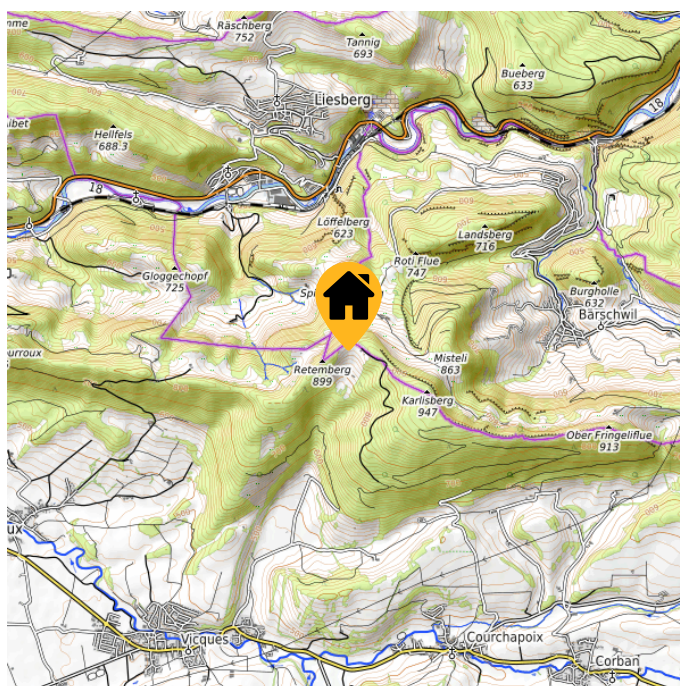 Räschberg
752
Tannig
693
Bueberg
633
Liesberg
18
Heilfels
688.3
18
Löffelberg
623
Landsberg
716
Roti Flue
747
Gloggechopf
725
Burgholle
632
Bärschwil
Misteli
863
Retemberg
899
Karlisberg
947
Ober Fringeliflue
913
Vicques
Courchapoix
Corban